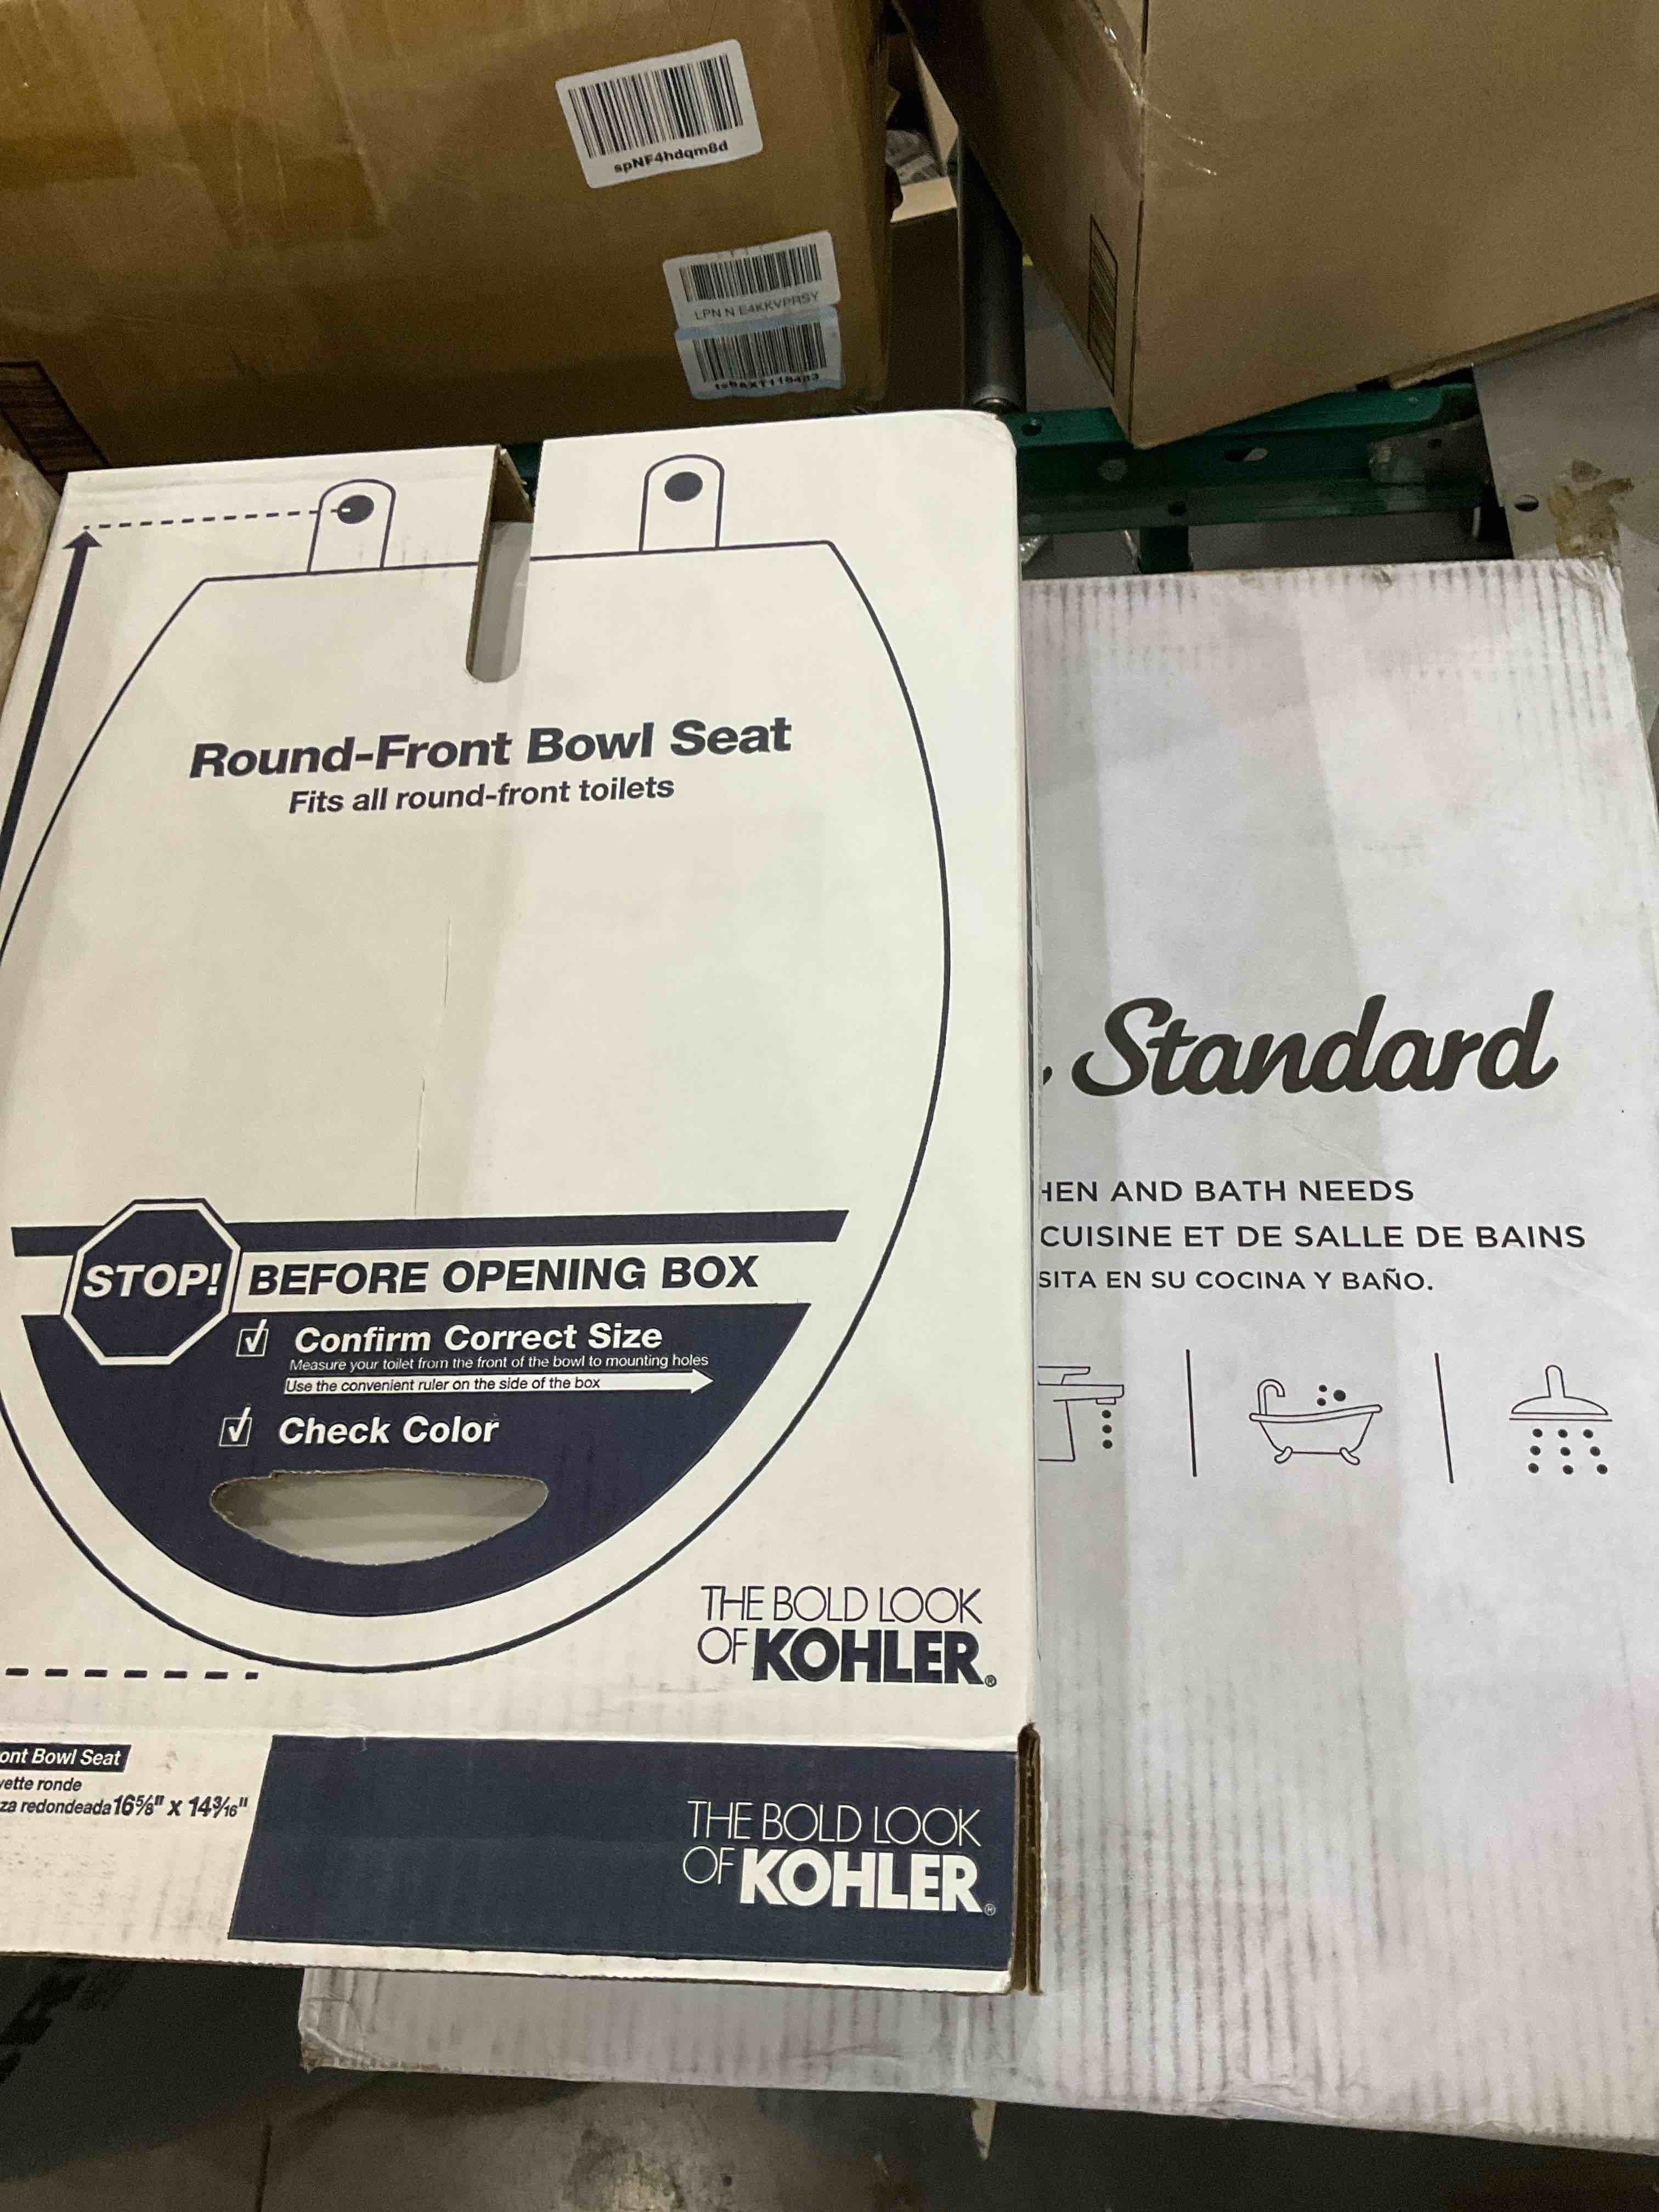 spNF4hdqm8d
LPN N E4KKVPRSY
Round-Front Bowl Seat
Fits all round-front toilets
STOP! BEFORE OPENING BOX
Confirm Correct Size
Measure your toilet from the front of the bowl to mounting holes
Use the convenient ruler on the side of the box
Check Color
THE BOLD LOOK
OF KOHLER®
ont Bowl Seat
ette ronde
za redondeada 16⅝" x 14³⁄₁₆"
THE BOLD LOOK
OF KOHLER®
Standard
HEN AND BATH NEEDS
CUISINE ET DE SALLE DE BAINS
SITA EN SU COCINA Y BAÑO.